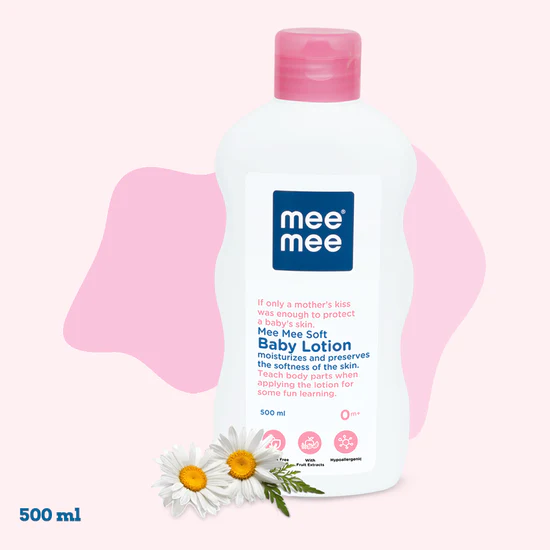 mee®
mee
If only a mother's kiss
was enough to protect
a baby's skin.
Mee Mee Soft
Baby Lotion
moisturizes and preserves
the softness of the skin.
Teach body parts when
applying the lotion for
some fun learning.
500 ml
0m+
Free
With
Fruit Extracts
Hypoallergenic
500 ml